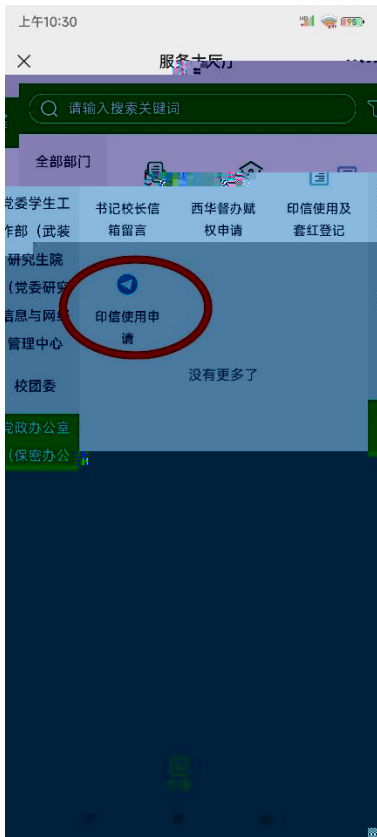 上午10:30
服务大厅
请输入搜索关键词
全部部门
党委学生工
作部（武装
研究生院
（党委研究
信息与网络
管理中心
校团委
党政办公室
（保密办公
书记校长信
箱留言
西华督办赋
权申请
印信使用及
套红登记
印信使用申
请
没有更多了